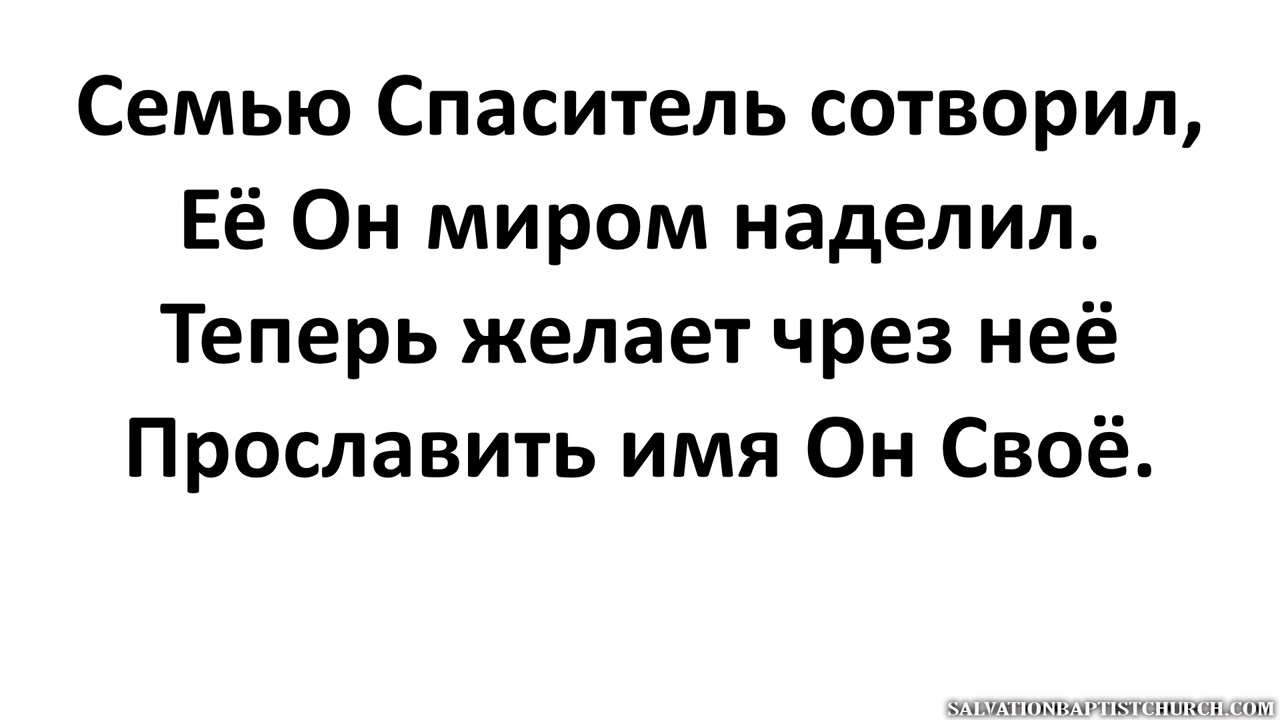 Семью Спаситель сотворил,
Её Он миром наделил.
Теперь желает чрез неё
Прославить имя Он Своё.
SALVATIONBAPTISTCHURCH.COM